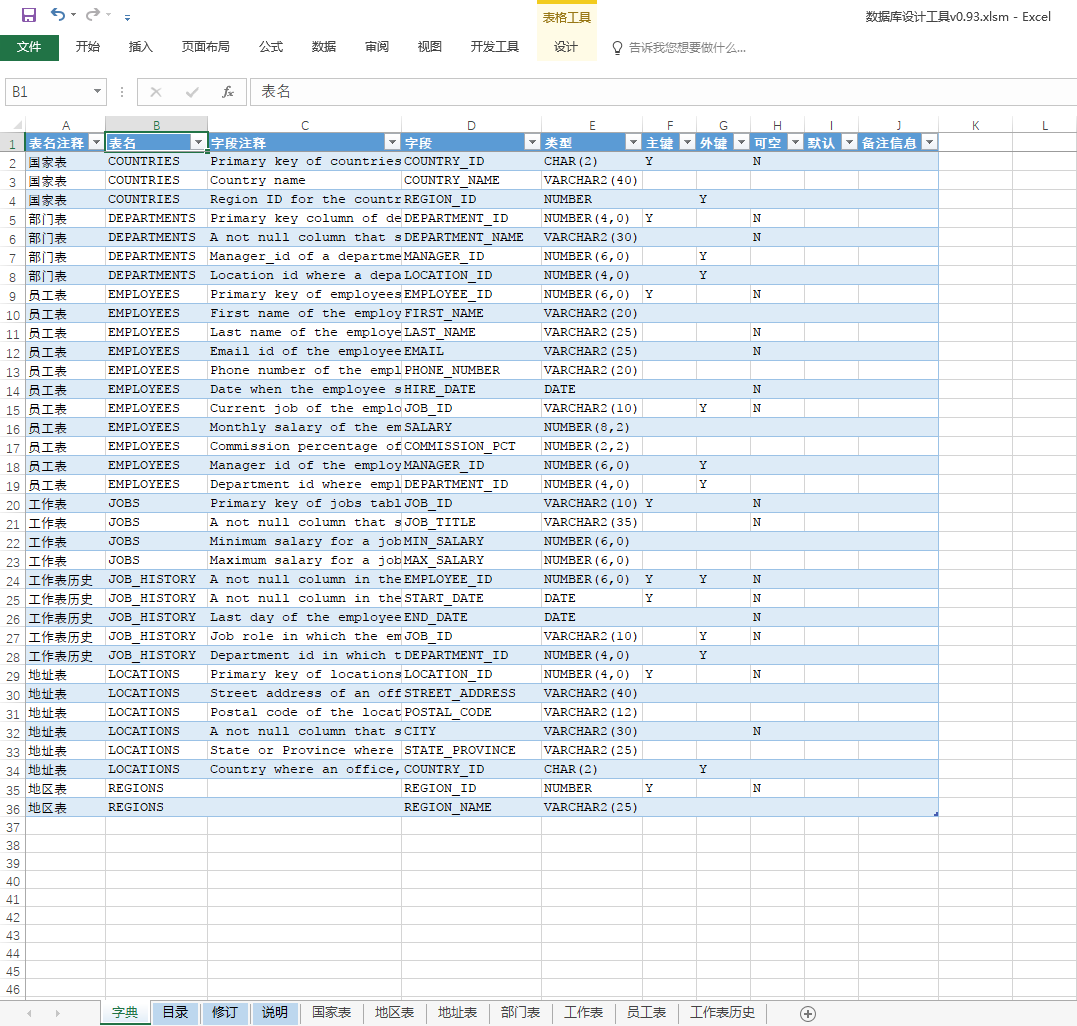 数据库设计工具v0.93.xlsm - Excel
表格工具
文件 开始 插入 页面布局 公式 数据 审阅 视图 开发工具 设计 告诉我您想要做什么...
B1 fx 表名
A B C D E F G H I J K L
1 表名注释 表名 字段注释 字段 类型 主键 外键 可空 默认 备注信息
2 国家表 COUNTRIES Primary key of countries COUNTRY_ID CHAR(2) Y N
3 国家表 COUNTRIES Country name COUNTRY_NAME VARCHAR2(40)
4 国家表 COUNTRIES Region ID for the countr REGION_ID NUMBER Y
5 部门表 DEPARTMENTS Primary key column of de DEPARTMENT_ID NUMBER(4,0) Y N
6 部门表 DEPARTMENTS A not null column that s DEPARTMENT_NAME VARCHAR2(30) N
7 部门表 DEPARTMENTS Manager_id of a departme MANAGER_ID NUMBER(6,0) Y
8 部门表 DEPARTMENTS Location id where a depa LOCATION_ID NUMBER(4,0) Y
9 员工表 EMPLOYEES Primary key of employees EMPLOYEE_ID NUMBER(6,0) Y N
10 员工表 EMPLOYEES First name of the employ FIRST_NAME VARCHAR2(20)
11 员工表 EMPLOYEES Last name of the employe LAST_NAME VARCHAR2(25) N
12 员工表 EMPLOYEES Email id of the employee EMAIL VARCHAR2(25) N
13 员工表 EMPLOYEES Phone number of the empl PHONE_NUMBER VARCHAR2(20)
14 员工表 EMPLOYEES Date when the employee s HIRE_DATE DATE N
15 员工表 EMPLOYEES Current job of the emplo JOB_ID VARCHAR2(10) Y N
16 员工表 EMPLOYEES Monthly salary of the em SALARY NUMBER(8,2)
17 员工表 EMPLOYEES Commission percentage of COMMISSION_PCT NUMBER(2,2)
18 员工表 EMPLOYEES Manager id of the employ MANAGER_ID NUMBER(6,0) Y
19 员工表 EMPLOYEES Department id where empl DEPARTMENT_ID NUMBER(4,0) Y
20 工作表 JOBS Primary key of jobs tabl JOB_ID VARCHAR2(10) Y N
21 工作表 JOBS A not null column that s JOB_TITLE VARCHAR2(35) N
22 工作表 JOBS Minimum salary for a job MIN_SALARY NUMBER(6,0)
23 工作表 JOBS Maximum salary for a job MAX_SALARY NUMBER(6,0)
24 工作表历史 JOB_HISTORY A not null column in the EMPLOYEE_ID NUMBER(6,0) Y Y N
25 工作表历史 JOB_HISTORY A not null column in the START_DATE DATE Y N
26 工作表历史 JOB_HISTORY Last day of the employee END_DATE DATE N
27 工作表历史 JOB_HISTORY Job role in which the em JOB_ID VARCHAR2(10) Y N
28 工作表历史 JOB_HISTORY Department id in which t DEPARTMENT_ID NUMBER(4,0) Y
29 地址表 LOCATIONS Primary key of locations LOCATION_ID NUMBER(4,0) Y N
30 地址表 LOCATIONS Street address of an off STREET_ADDRESS VARCHAR2(40)
31 地址表 LOCATIONS Postal code of the locat POSTAL_CODE VARCHAR2(12)
32 地址表 LOCATIONS A not null column that s CITY VARCHAR2(30) N
33 地址表 LOCATIONS State or Province where STATE_PROVINCE VARCHAR2(25)
34 地址表 LOCATIONS Country where an office, COUNTRY_ID CHAR(2) Y
35 地区表 REGIONS REGION_ID NUMBER Y N
36 地区表 REGIONS REGION_NAME VARCHAR2(25)
37
38
39
40
41
42
43
44
45
46
字典 目录 修订 说明 国家表 地区表 地址表 部门表 工作表 员工表 工作表历史